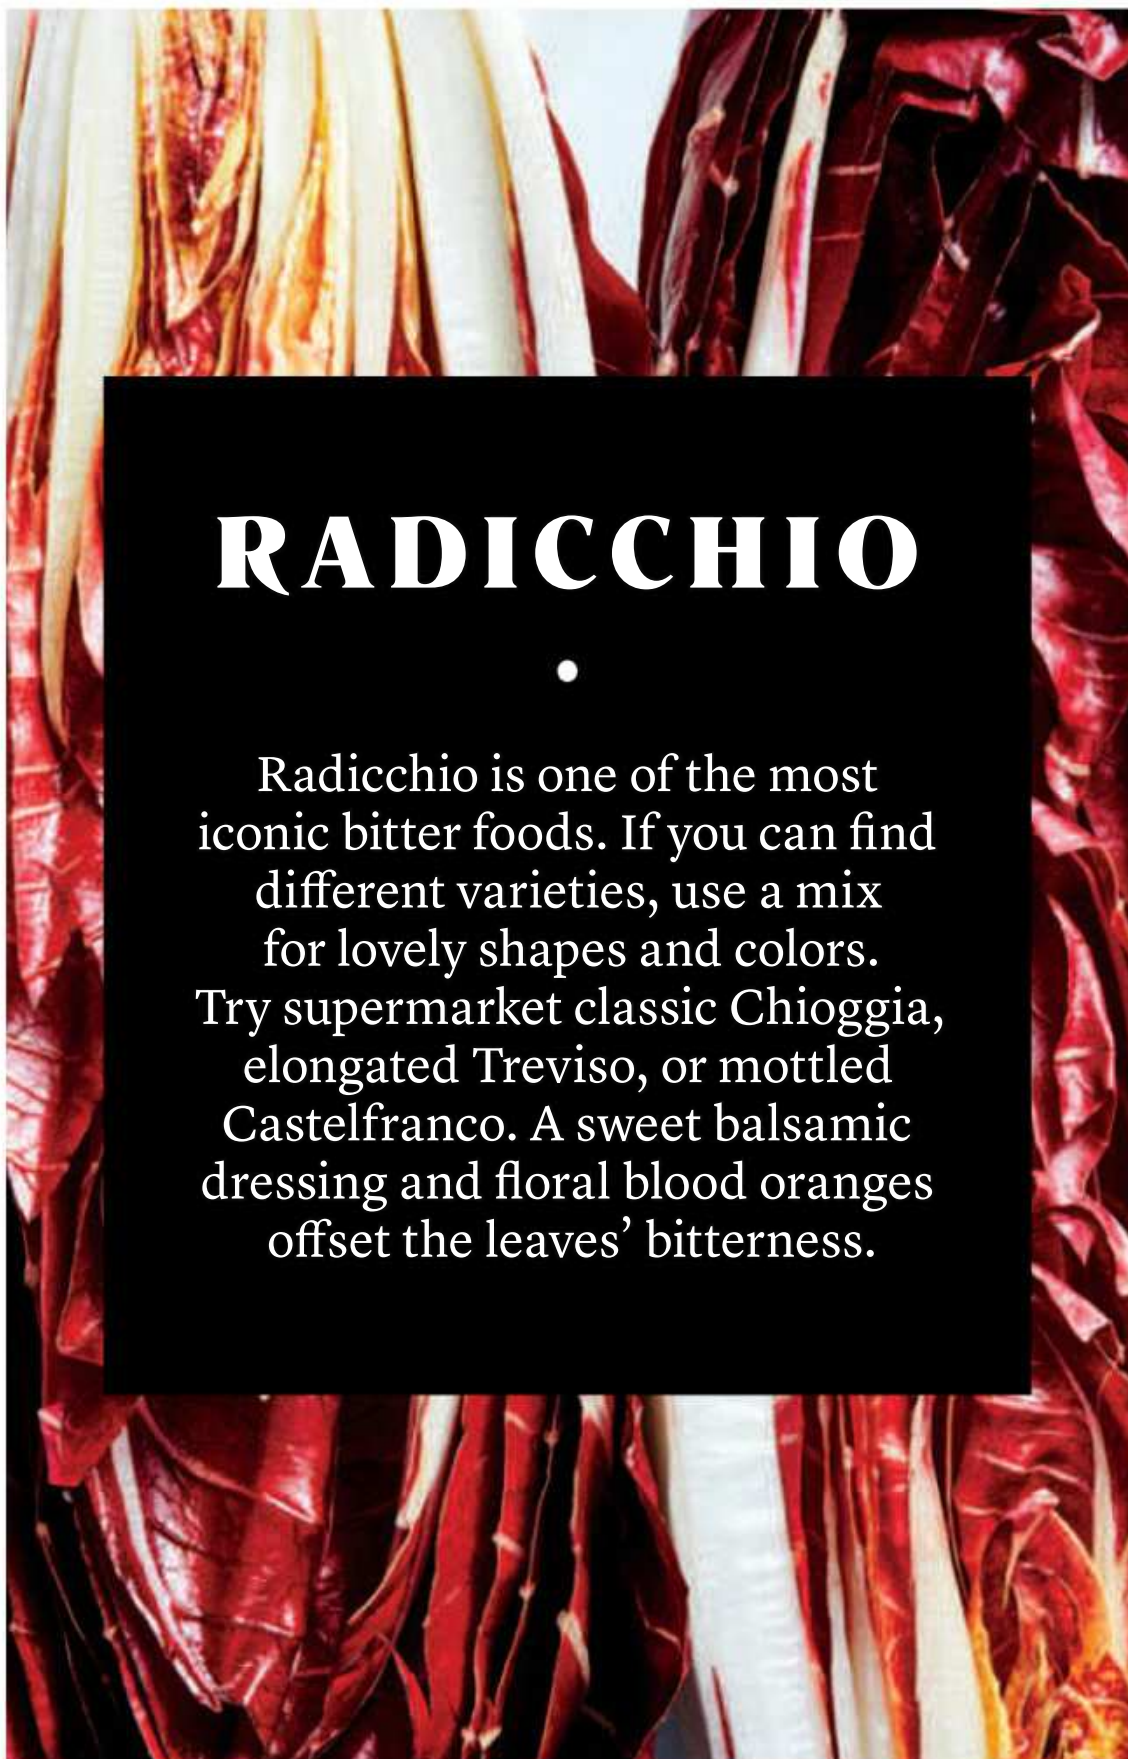 RADICCHIO
•
Radicchio is one of the most
iconic bitter foods. If you can find
different varieties, use a mix
for lovely shapes and colors.
Try supermarket classic Chioggia,
elongated Treviso, or mottled
Castelfranco. A sweet balsamic
dressing and floral blood oranges
offset the leaves’ bitterness.